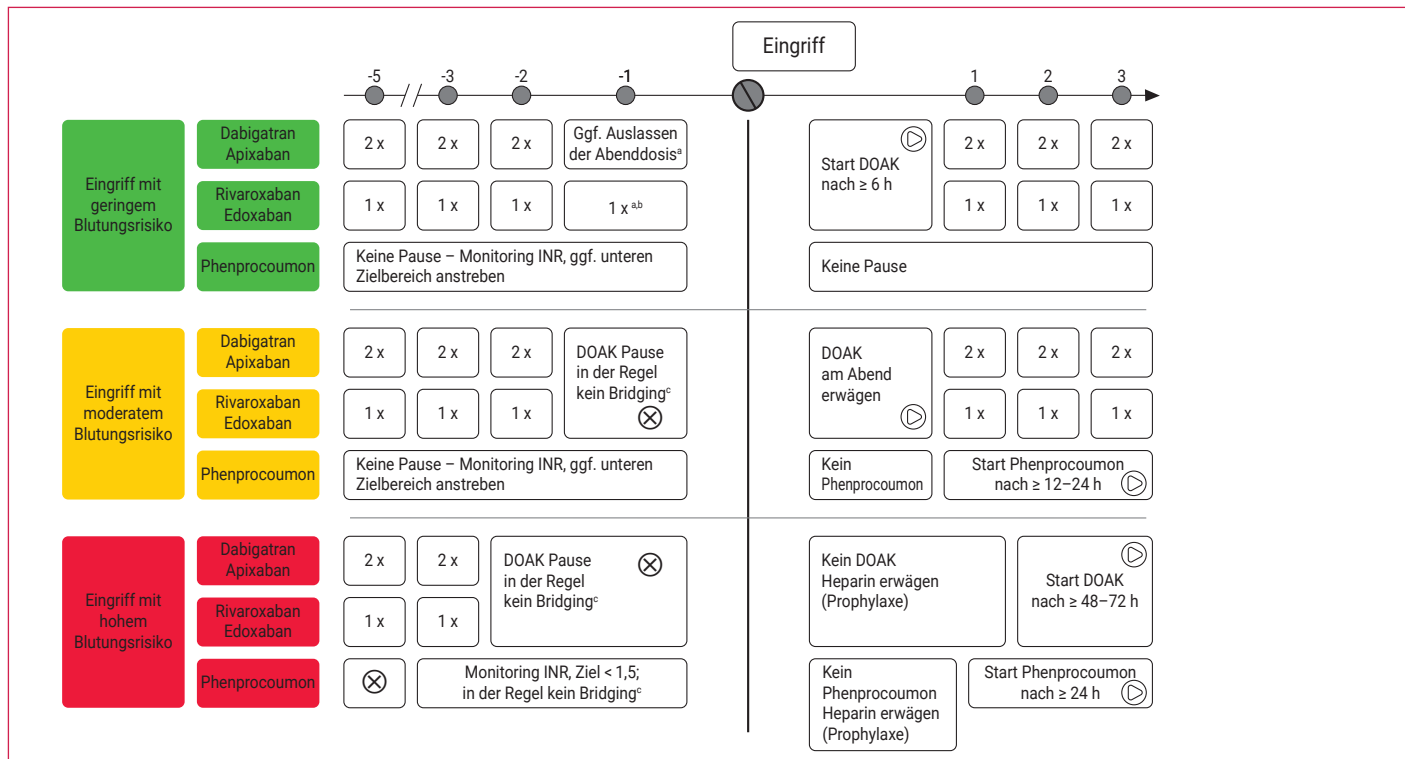 Eingriff
-5 -3 -2 -1 1 2 3
Eingriff mit
geringem
Blutungsrisiko
Dabigatran
Apixaban
2 x 2 x 2 x
Ggf. Auslassen
der Abenddosisᵃ
Start DOAK
nach ≥ 6 h
2 x 2 x 2 x
Rivaroxaban
Edoxaban
1 x 1 x 1 x 1 x ᵃ,ᵇ
1 x 1 x 1 x
Phenprocoumon
Keine Pause – Monitoring INR, ggf. unteren
Zielbereich anstreben
Keine Pause
Eingriff mit
moderatem
Blutungsrisiko
Dabigatran
Apixaban
2 x 2 x 2 x
DOAK Pause
in der Regel
kein Bridgingᶜ
DOAK
am Abend
erwägen
2 x 2 x 2 x
Rivaroxaban
Edoxaban
1 x 1 x 1 x
1 x 1 x 1 x
Phenprocoumon
Keine Pause – Monitoring INR, ggf. unteren
Zielbereich anstreben
Kein
Phenprocoumon
Start Phenprocoumon
nach ≥ 12–24 h
Eingriff mit
hohem
Blutungsrisiko
Dabigatran
Apixaban
2 x 2 x
DOAK Pause
in der Regel
kein Bridgingᶜ
Kein DOAK
Heparin erwägen
(Prophylaxe)
Start DOAK
nach ≥ 48–72 h
Rivaroxaban
Edoxaban
1 x 1 x
Phenprocoumon
Monitoring INR, Ziel < 1,5;
in der Regel kein Bridgingᶜ
Kein
Phenprocoumon
Heparin erwägen
(Prophylaxe)
Start Phenprocoumon
nach ≥ 24 h